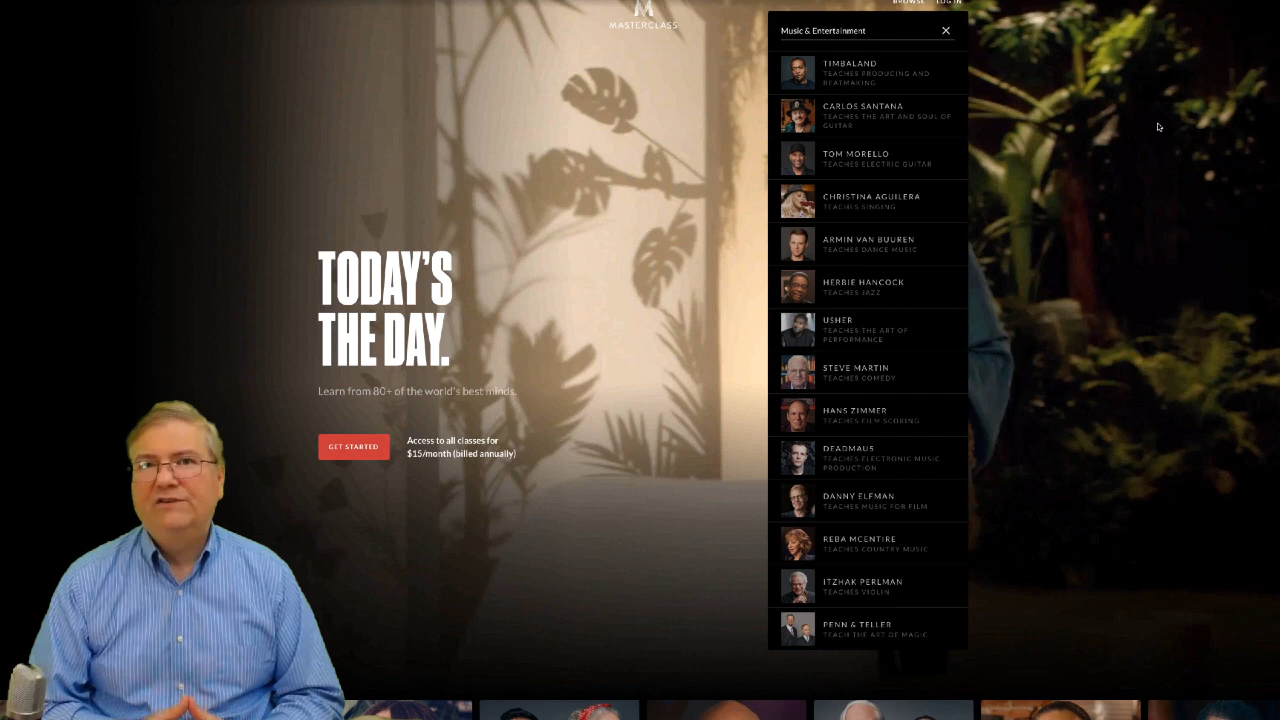 BROWSE LOG IN
MASTERCLASS
Music & Entertainment
TIMBALAND
TEACHES PRODUCING AND
BEATMAKING
CARLOS SANTANA
TEACHES THE ART AND SOUL OF
GUITAR
TOM MORELLO
TEACHES ELECTRIC GUITAR
CHRISTINA AGUILERA
TEACHES SINGING
ARMIN VAN BUUREN
TEACHES DANCE MUSIC
HERBIE HANCOCK
TEACHES JAZZ
USHER
TEACHES THE ART OF
PERFORMANCE
STEVE MARTIN
TEACHES COMEDY
HANS ZIMMER
TEACHES FILM SCORING
DEADMAU5
TEACHES ELECTRONIC MUSIC
PRODUCTION
DANNY ELFMAN
TEACHES MUSIC FOR FILM
REBA MCENTIRE
TEACHES COUNTRY MUSIC
ITZHAK PERLMAN
TEACHES VIOLIN
PENN & TELLER
TEACH THE ART OF MAGIC
TODAY'S
THE DAY.
Learn from 80+ of the world's best minds.
GET STARTED
Access to all classes for
$15/month (billed annually)